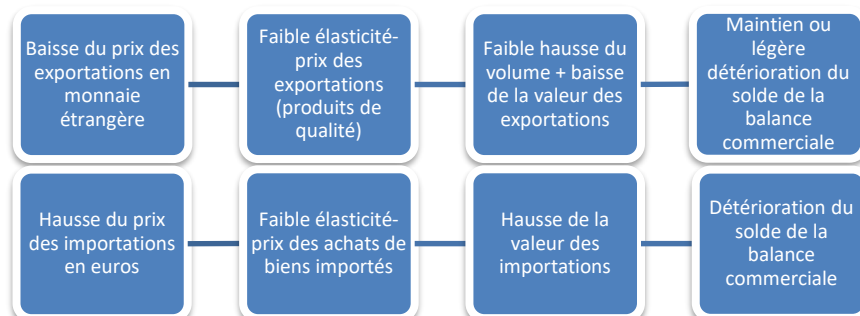 Baisse du prix des
exportations en
monnaie
étrangère
Faible élasticité-
prix des
exportations
(produits de
qualité)
Faible hausse du
volume + baisse
de la valeur des
exportations
Maintien ou
légère
détérioration du
solde de la
balance
commerciale
Hausse du prix
des importations
en euros
Faible élasticité-
prix des achats de
biens importés
Hausse de la
valeur des
importations
Détérioration du
solde de la
balance
commerciale